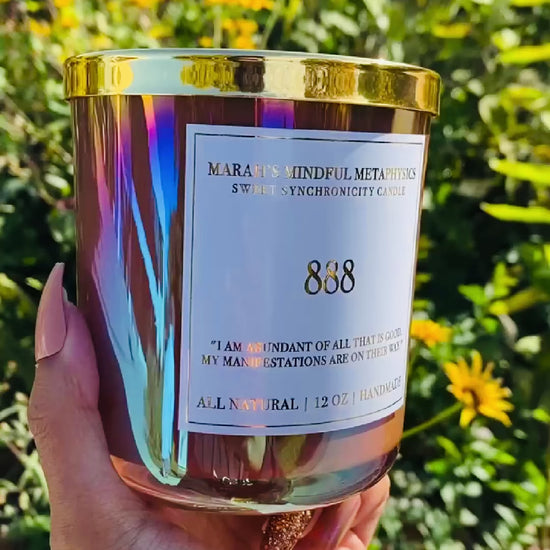 MARAH'S MINDFUL METAPHYSICS
SWEET SYNCHRONICITY CANDLE
888
"I AM ABUNDANT OF ALL THAT IS GOOD.
MY MANIFESTATIONS ARE ON THEIR WAY."
ALL NATURAL | 12 OZ | HANDMADE